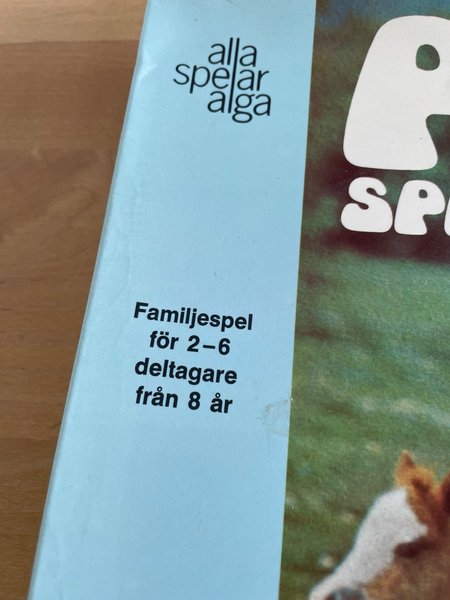 alla
spelar
alga
Familjespel
för 2–6
deltagare
från 8 år